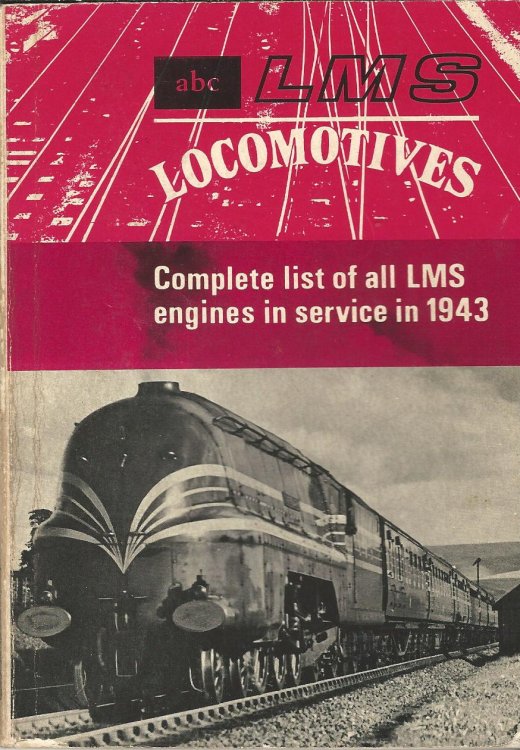 abc LMS
LOCOMOTIVES
Complete list of all LMS
engines in service in 1943